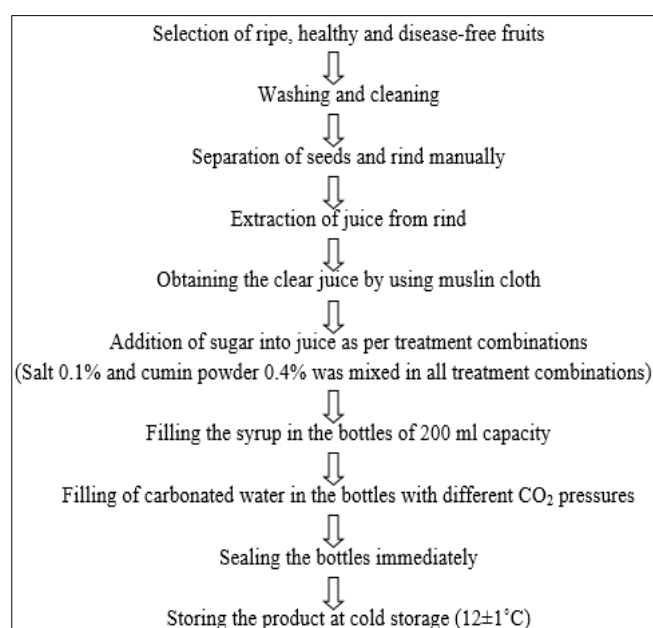 Selection of ripe, healthy and disease-free fruits
Washing and cleaning
Separation of seeds and rind manually
Extraction of juice from rind
Obtaining the clear juice by using muslin cloth
Addition of sugar into juice as per treatment combinations
(Salt 0.1% and cumin powder 0.4% was mixed in all treatment combinations)
Filling the syrup in the bottles of 200 ml capacity
Filling of carbonated water in the bottles with different CO₂ pressures
Sealing the bottles immediately
Storing the product at cold storage (12±1˚C)